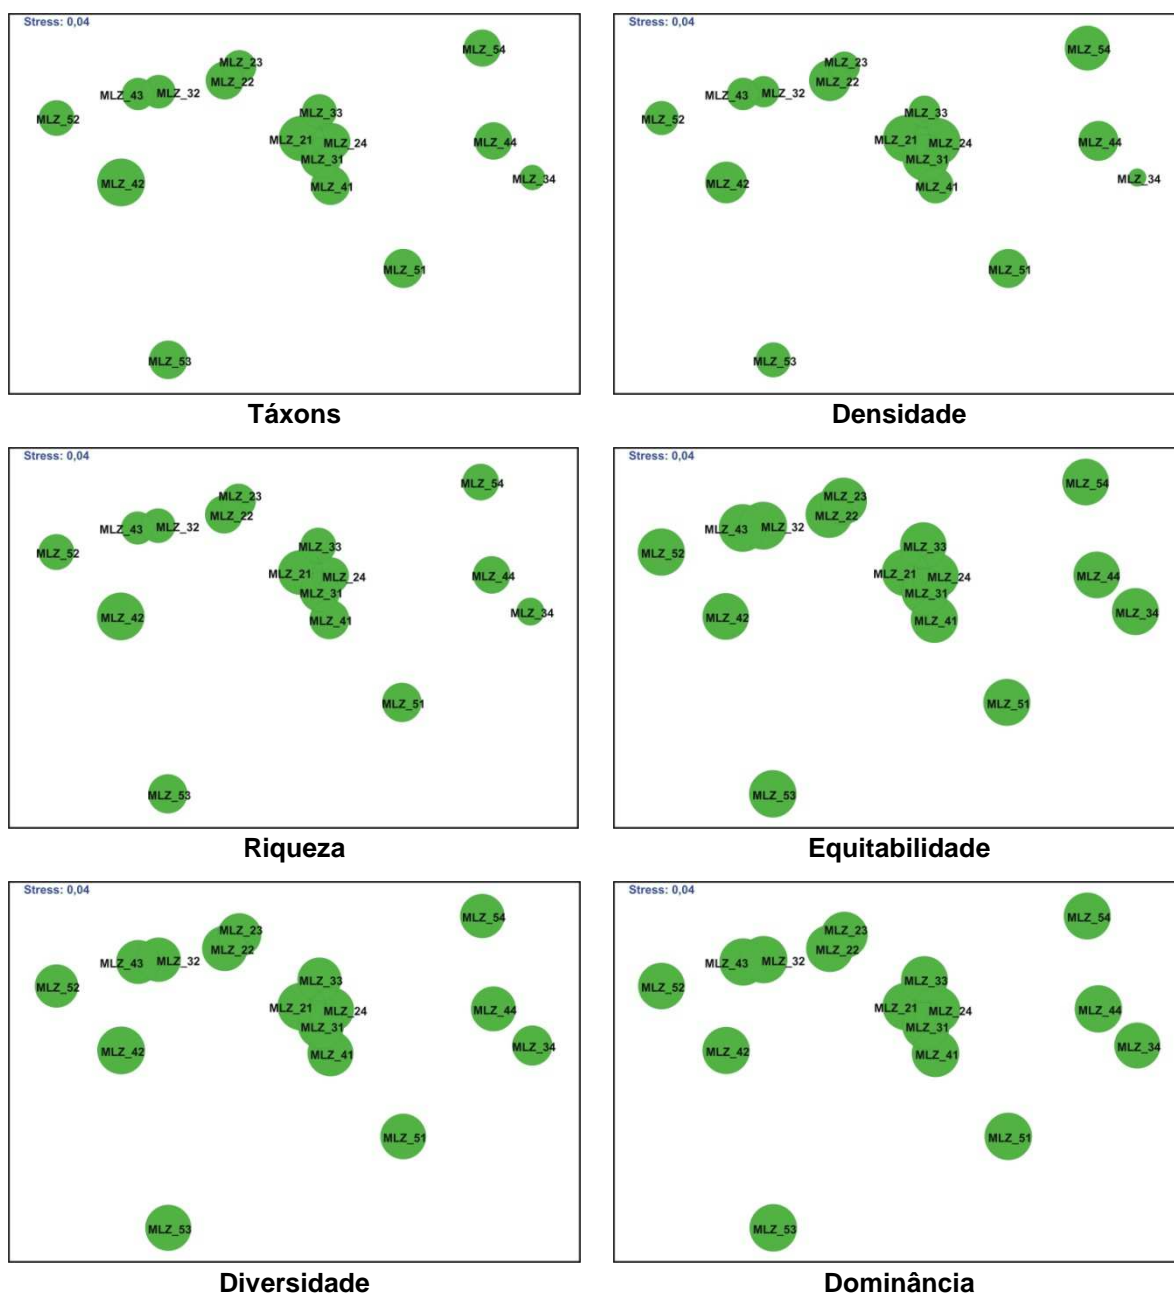 Stress: 0,04
MLZ_54
MLZ_23
MLZ_22
MLZ_43
MLZ_32
MLZ_52
MLZ_33
MLZ_21
MLZ_24
MLZ_44
MLZ_31
MLZ_34
MLZ_42
MLZ_41
MLZ_51
MLZ_53
Táxons
Stress: 0,04
MLZ_54
MLZ_23
MLZ_22
MLZ_43
MLZ_32
MLZ_52
MLZ_33
MLZ_21
MLZ_24
MLZ_44
MLZ_31
MLZ_34
MLZ_42
MLZ_41
MLZ_51
MLZ_53
Densidade
Stress: 0,04
MLZ_54
MLZ_23
MLZ_22
MLZ_43
MLZ_32
MLZ_52
MLZ_33
MLZ_21
MLZ_24
MLZ_44
MLZ_31
MLZ_34
MLZ_42
MLZ_41
MLZ_51
MLZ_53
Riqueza
Stress: 0,04
MLZ_54
MLZ_23
MLZ_22
MLZ_43
MLZ_32
MLZ_52
MLZ_33
MLZ_21
MLZ_24
MLZ_44
MLZ_31
MLZ_34
MLZ_42
MLZ_41
MLZ_51
MLZ_53
Equitabilidade
Stress: 0,04
MLZ_54
MLZ_23
MLZ_22
MLZ_43
MLZ_32
MLZ_52
MLZ_33
MLZ_21
MLZ_24
MLZ_44
MLZ_31
MLZ_34
MLZ_42
MLZ_41
MLZ_51
MLZ_53
Diversidade
Stress: 0,04
MLZ_54
MLZ_23
MLZ_22
MLZ_43
MLZ_32
MLZ_52
MLZ_33
MLZ_21
MLZ_24
MLZ_44
MLZ_31
MLZ_34
MLZ_42
MLZ_41
MLZ_51
MLZ_53
Dominância